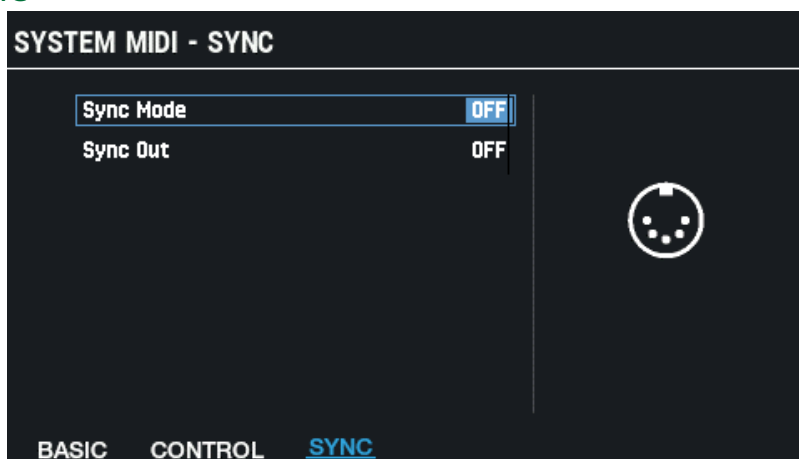 SYSTEM MIDI - SYNC
Sync Mode OFF
Sync Out OFF
BASIC CONTROL SYNC